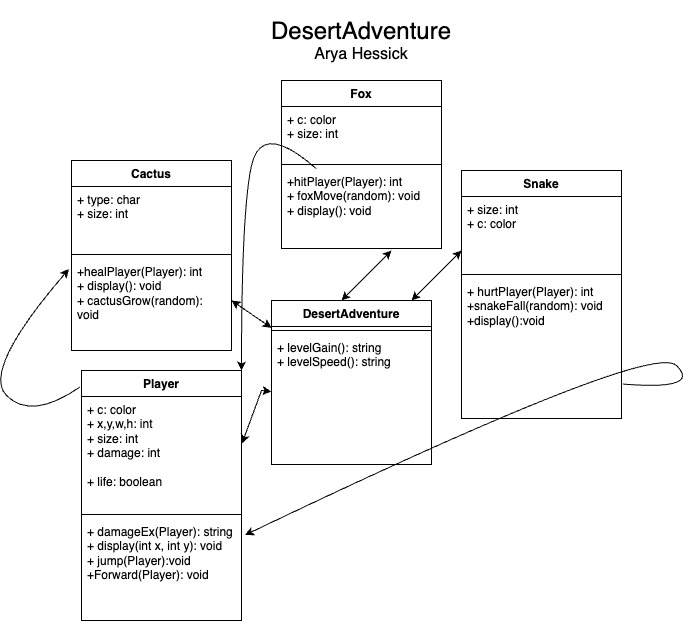 DesertAdventure
Arya Hessick
Fox
+ c: color
+ size: int
+hitPlayer(Player): int
+ foxMove(random): void
+ display(): void
Cactus
+ type: char
+ size: int
+healPlayer(Player): int
+ display(): void
+ cactusGrow(random):
void
Snake
+ size: int
+ c: color
+ hurtPlayer(Player): int
+snakeFall(random): void
+display():void
DesertAdventure
+ levelGain(): string
+ levelSpeed(): string
Player
+ c: color
+ x,y,w,h: int
+ size: int
+ damage: int
+ life: boolean
+ damageEx(Player): string
+ display(int x, int y): void
+ jump(Player):void
+Forward(Player): void